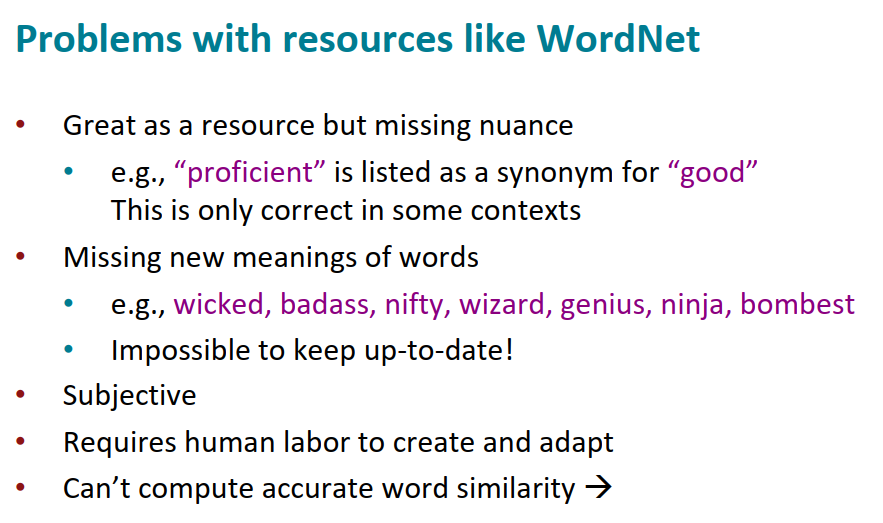 Problems with resources like WordNet
• Great as a resource but missing nuance
• e.g., “proficient” is listed as a synonym for “good”
This is only correct in some contexts
• Missing new meanings of words
• e.g., wicked, badass, nifty, wizard, genius, ninja, bombest
• Impossible to keep up-to-date!
• Subjective
• Requires human labor to create and adapt
• Can’t compute accurate word similarity →